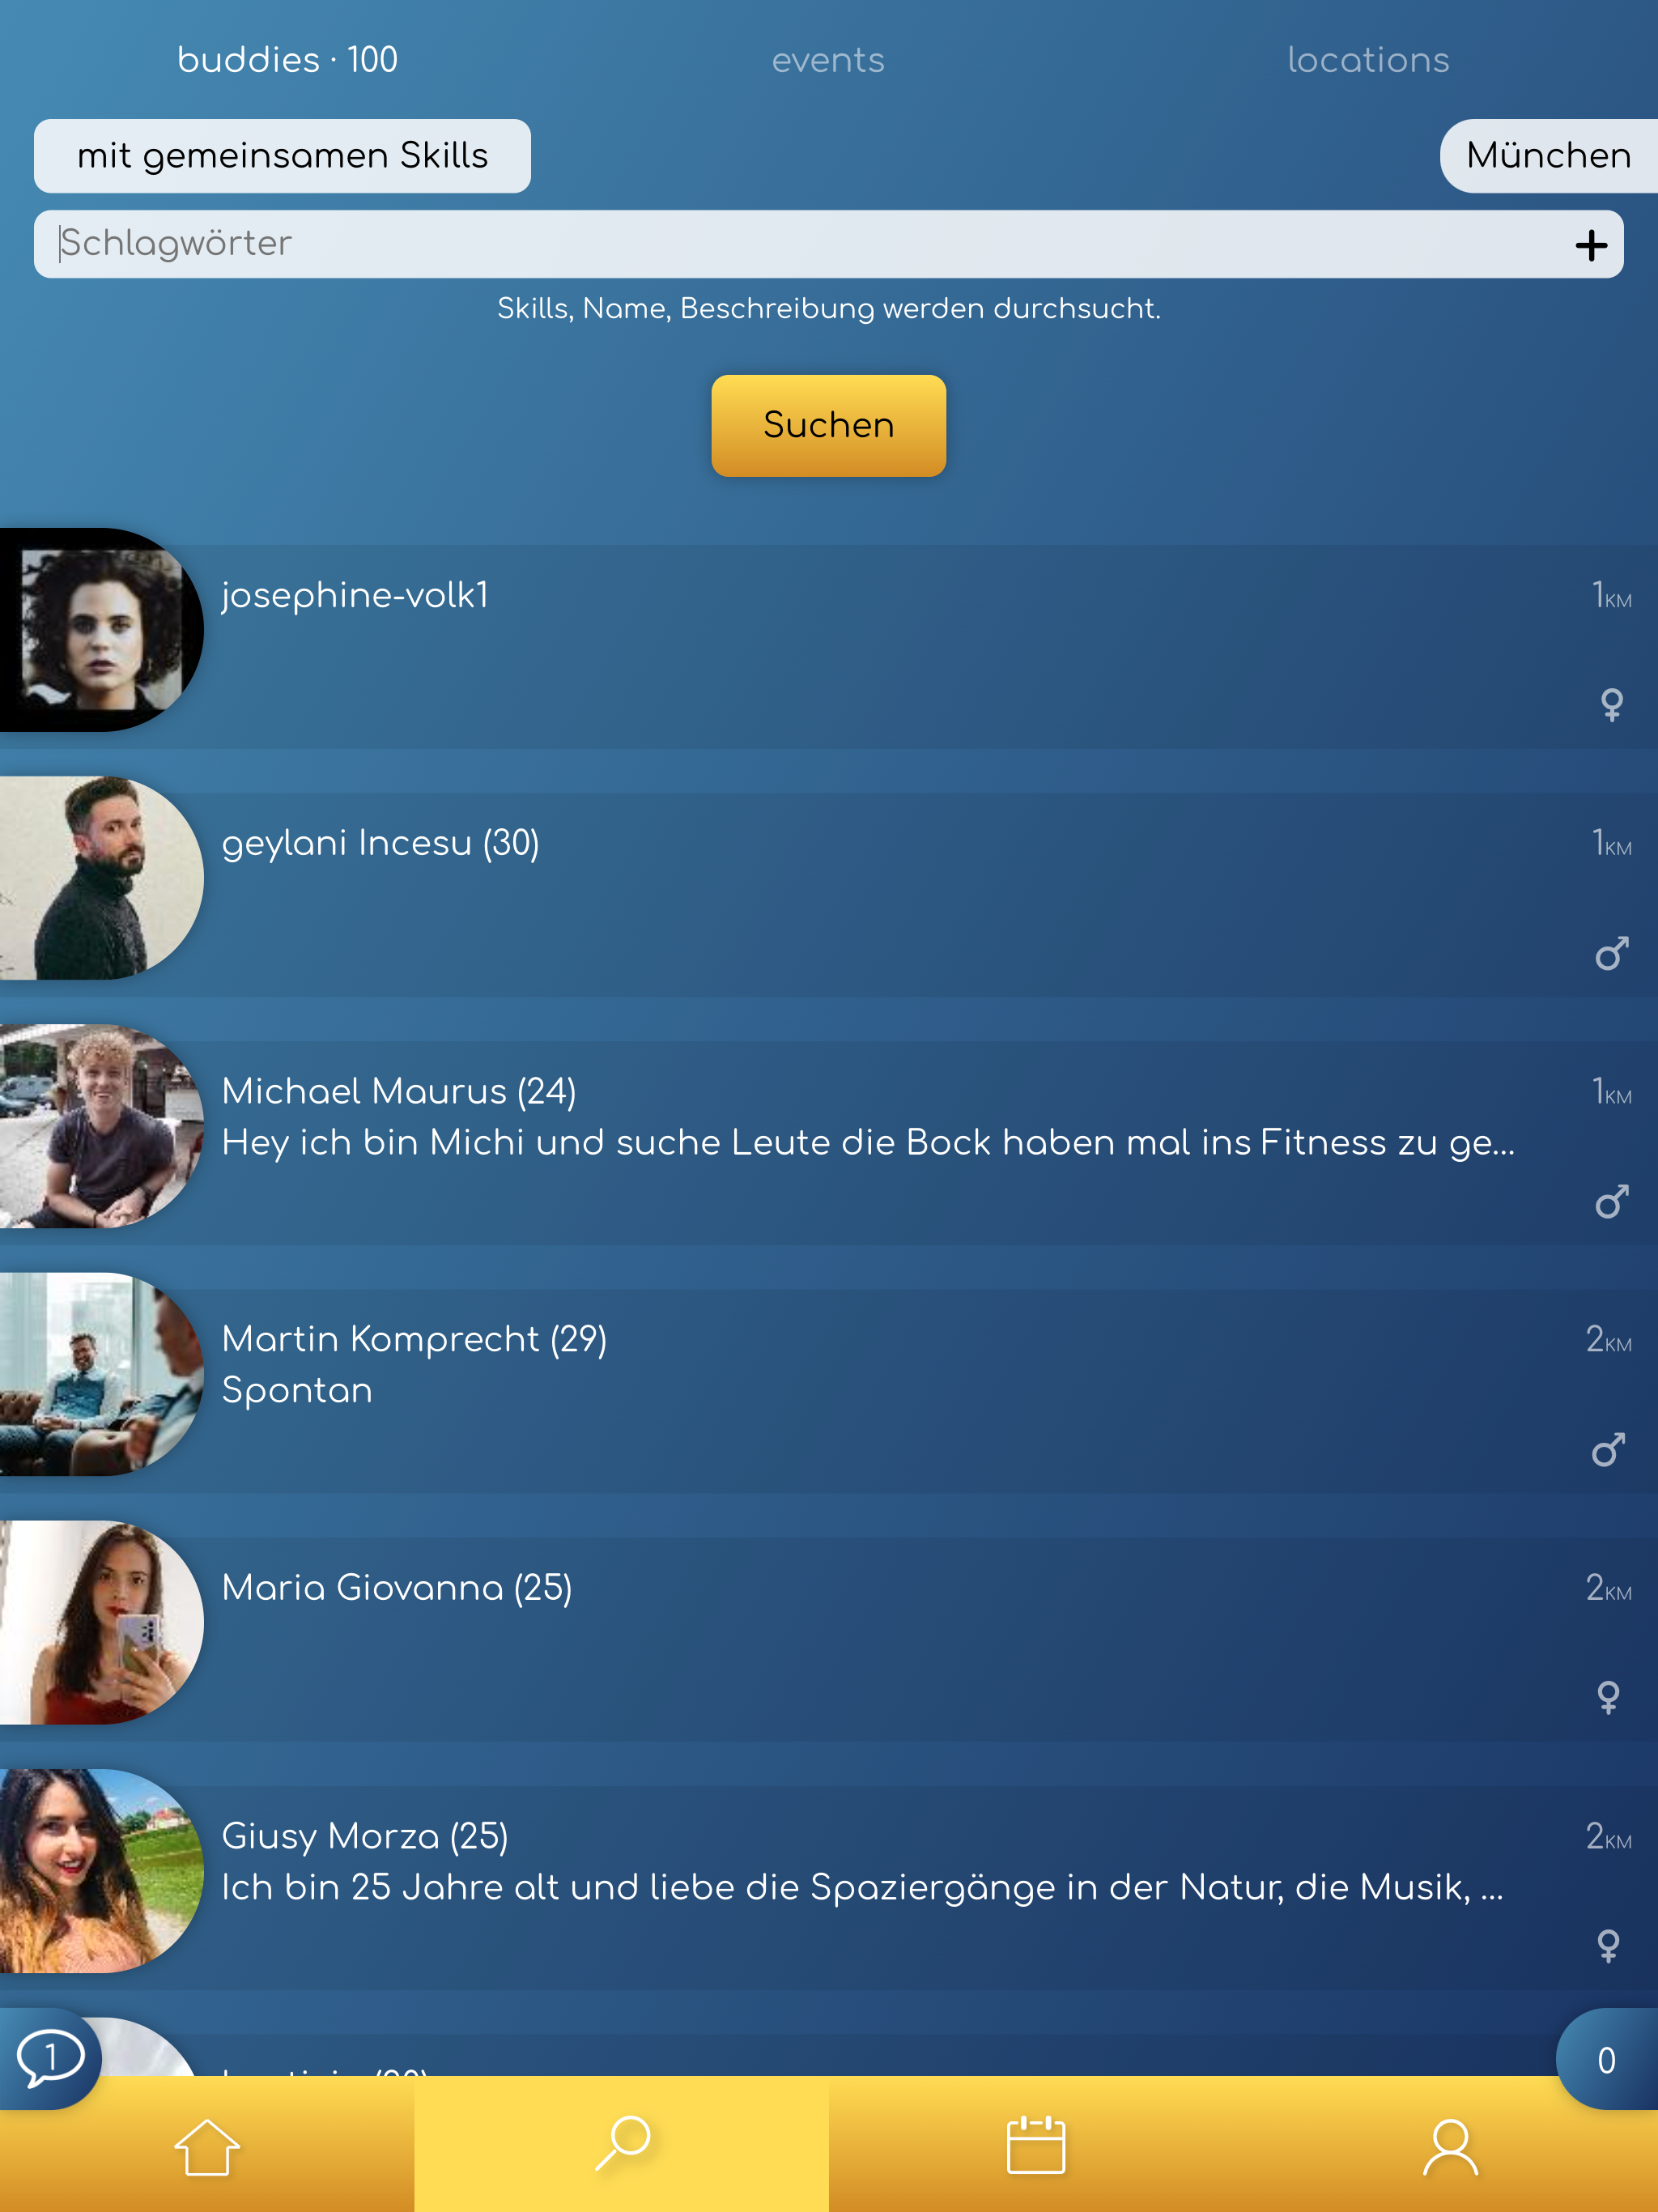 buddies · 100 events locations
mit gemeinsamen Skills München
Schlagwörter
Skills, Name, Beschreibung werden durchsucht.
Suchen
josephine-volk1 1KM
geylani Incesu (30) 1KM
Michael Maurus (24) 1KM
Hey ich bin Michi und suche Leute die Bock haben mal ins Fitness zu ge...
Martin Komprecht (29) 2KM
Spontan
Maria Giovanna (25) 2KM
Giusy Morza (25) 2KM
Ich bin 25 Jahre alt und liebe die Spaziergänge in der Natur, die Musik, ...
1 0